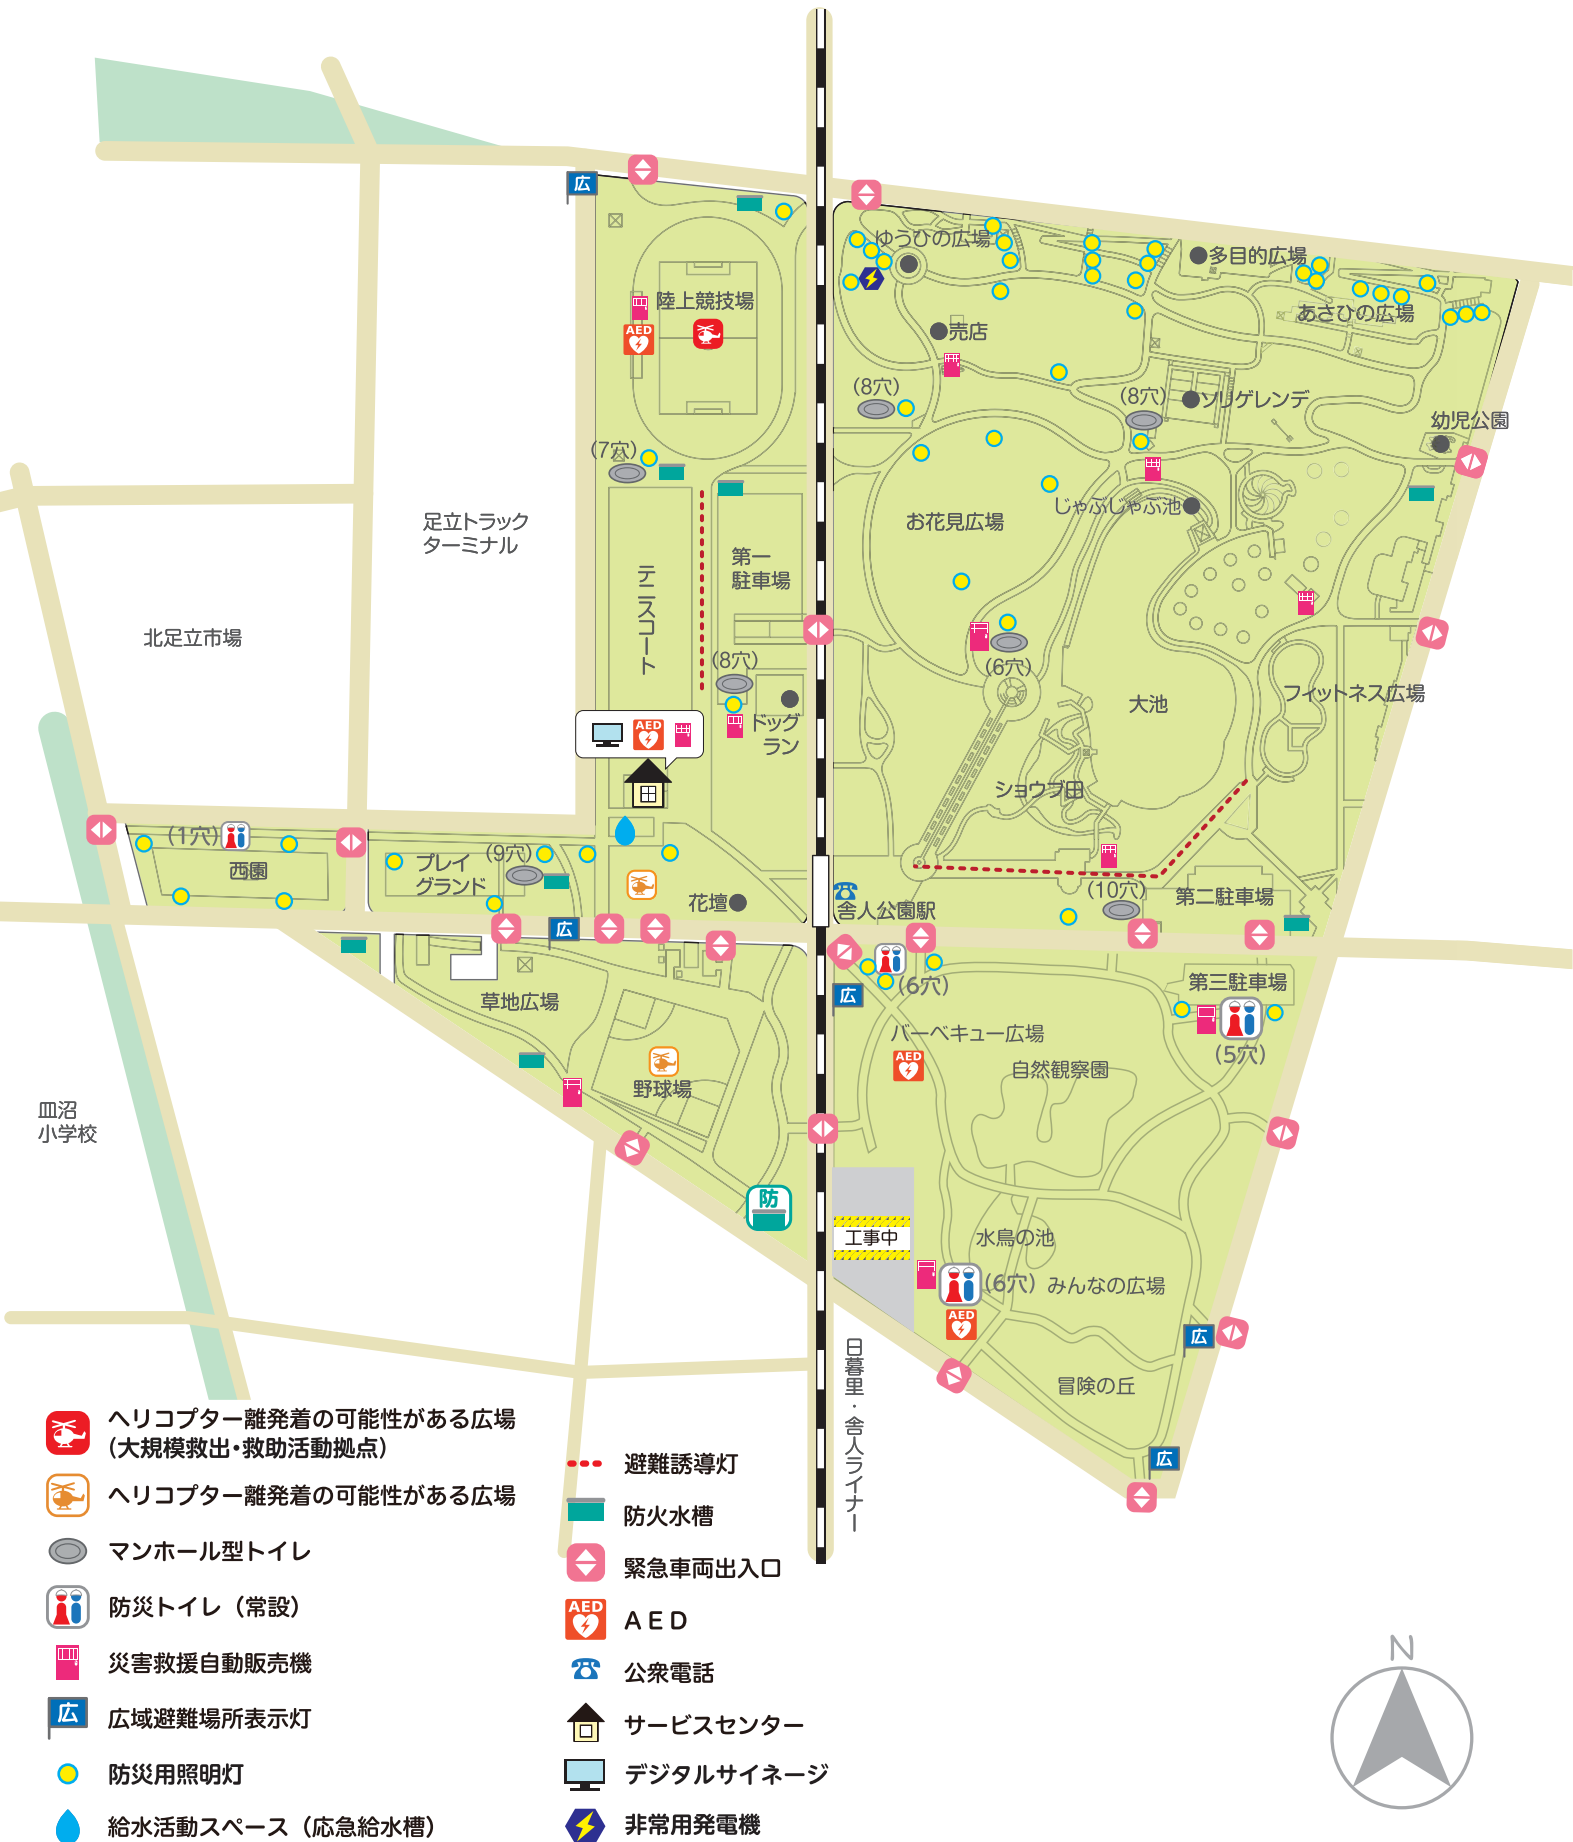 広
ゆうひの広場
多目的広場
あさひの広場
陸上競技場
AED
売店
(8穴)
(8穴)
ソリゲレンデ
幼児公園
(7穴)
足立トラック
ターミナル
お花見広場
じゃぶじゃぶ池
第一
駐車場
テニスコート
北足立市場
(8穴)
(6穴)
ドッグ
ラン
大池
フィットネス広場
AED
ショウブ田
(1穴)
西園
プレイ
グランド
(9穴)
花壇
舎人公園駅
(10穴)
第二駐車場
広
(6穴)
広
第三駐車場
(5穴)
草地広場
バーベキュー広場
AED
自然観察園
野球場
皿沼
小学校
防
工事中
水鳥の池
(6穴)
みんなの広場
AED
広
冒険の丘
広
日暮里・舎人ライナー
ヘリコプター離発着の可能性がある広場
(大規模救出・救助活動拠点)
ヘリコプター離発着の可能性がある広場
マンホール型トイレ
防災トイレ（常設）
災害救援自動販売機
広
広域避難場所表示灯
防災用照明灯
給水活動スペース（応急給水槽）
避難誘導灯
防火水槽
緊急車両出入口
AED
ＡＥＤ
公衆電話
サービスセンター
デジタルサイネージ
非常用発電機
N